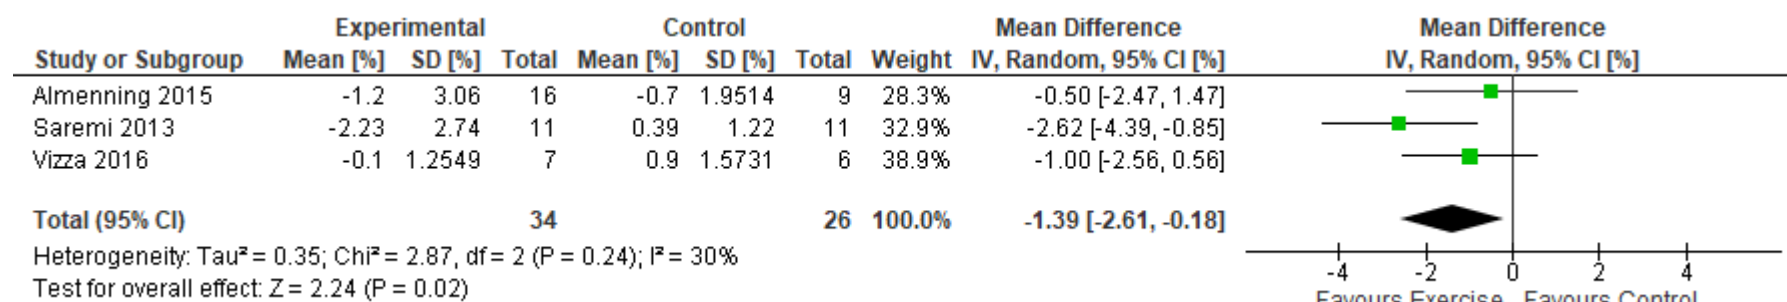 Experimental Control Mean Difference Mean Difference
Study or Subgroup Mean [%] SD [%] Total Mean [%] SD [%] Total Weight IV, Random, 95% CI [%] IV, Random, 95% CI [%]
Almenning 2015 -1.2 3.06 16 -0.7 1.9514 9 28.3% -0.50 [-2.47, 1.47]
Saremi 2013 -2.23 2.74 11 0.39 1.22 11 32.9% -2.62 [-4.39, -0.85]
Vizza 2016 -0.1 1.2549 7 0.9 1.5731 6 38.9% -1.00 [-2.56, 0.56]
Total (95% CI) 34 26 100.0% -1.39 [-2.61, -0.18]
Heterogeneity: Tau² = 0.35; Chi² = 2.87, df = 2 (P = 0.24); I² = 30%
Test for overall effect: Z = 2.24 (P = 0.02)
-4 -2 0 2 4
Favours Exercise Favours Control